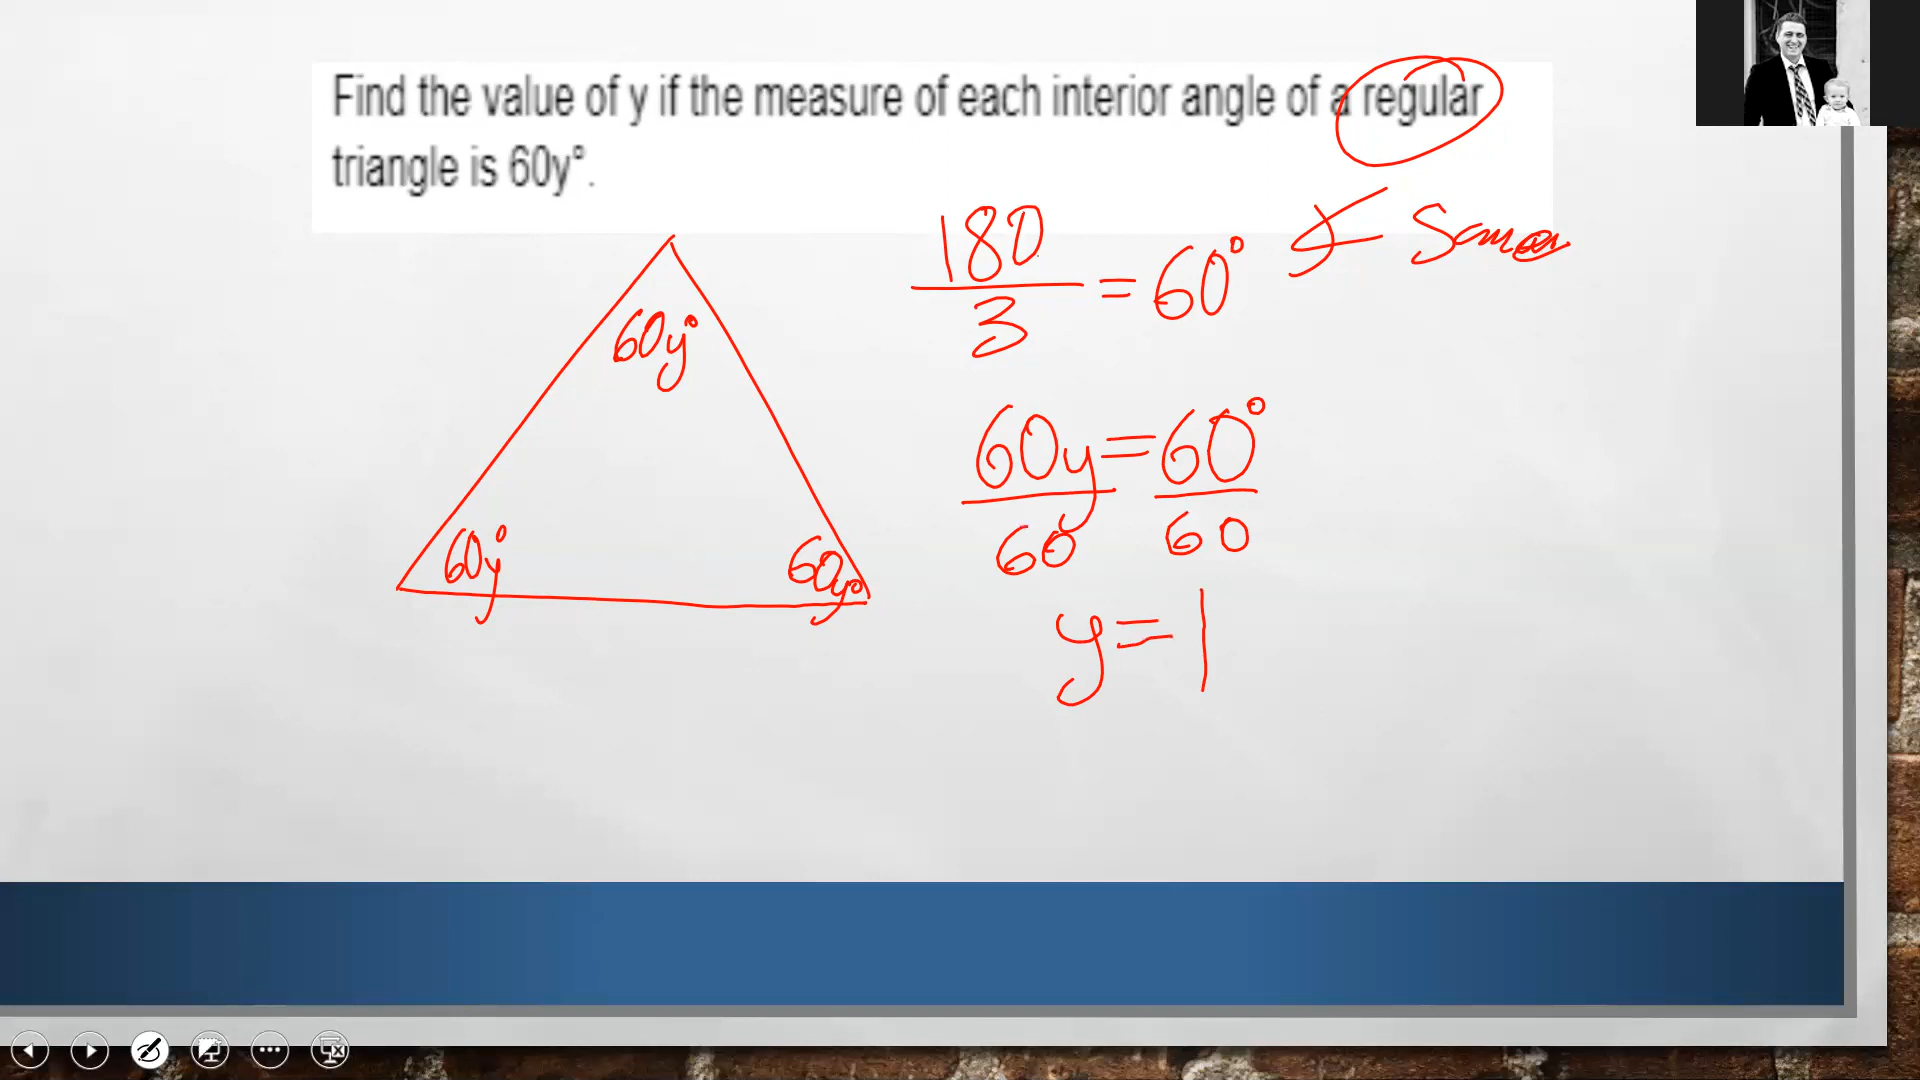 Find the value of y if the measure of each interior angle of a regular
triangle is 60y°.
180
3
= 60°
60y°
60y = 60°
60 60
60y°
60y°
y = 1